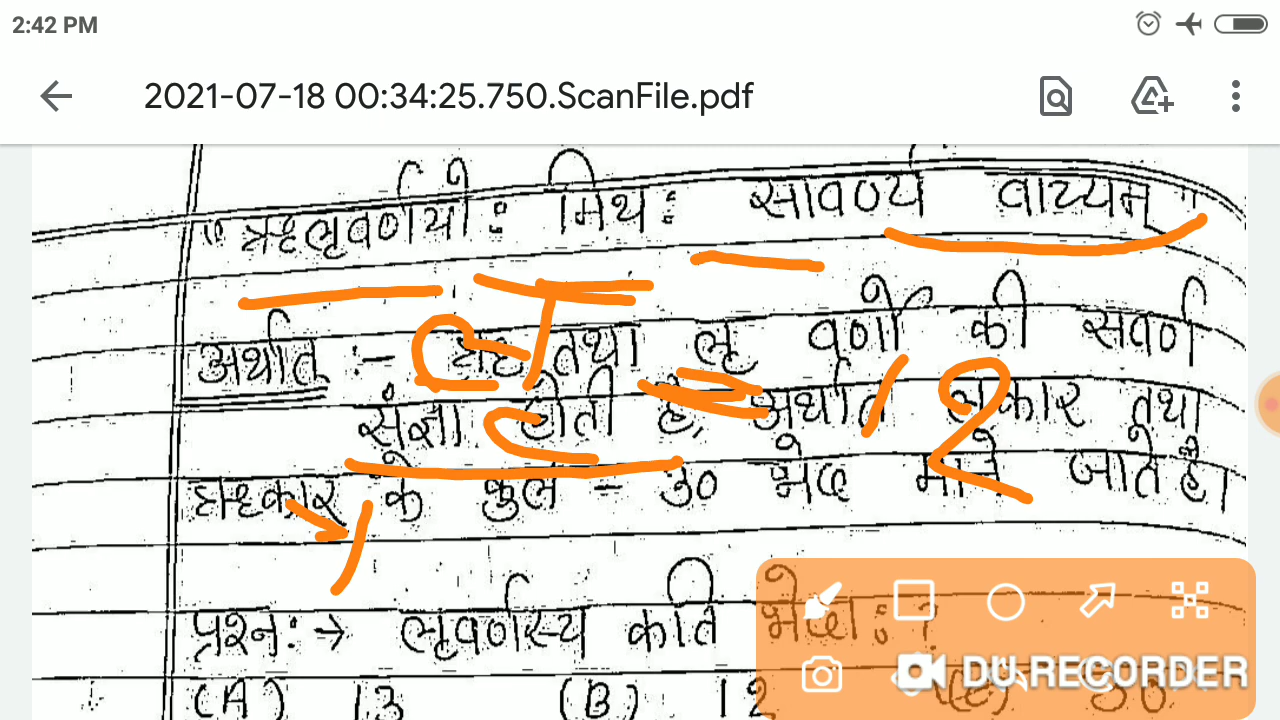 2:42 PM
2021-07-18 00:34:25.750.ScanFile.pdf
"ऋलृवर्णयो: मिथ: सावर्ण्य वाच्यम"
अर्थात :- ऋ तथा लृ वर्णो की सवर्ण
संज्ञा होती है, अर्थात लृकार तथा
ऋकार के कुल - 30 भेद माने जाते है।
प्रश्न: → लृवर्णस्य कति भेदा: ?
(A) 13 (B) 12 30
DU RECORDER